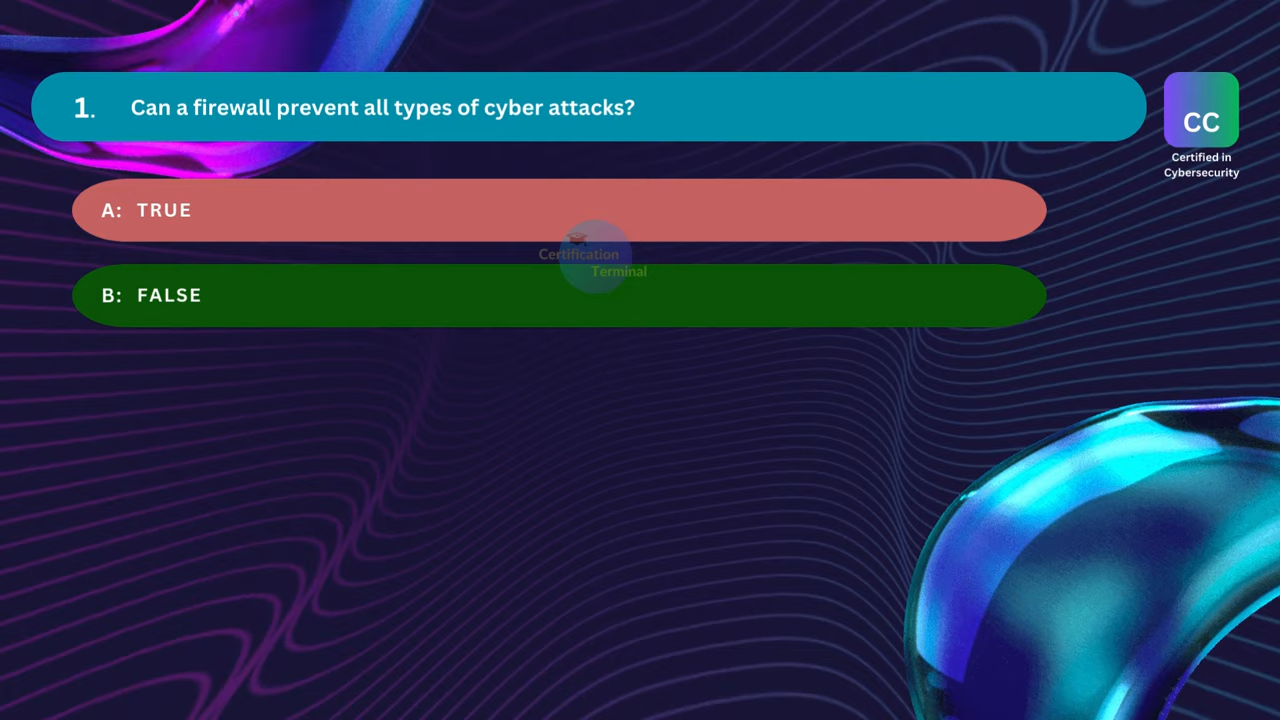 1. Can a firewall prevent all types of cyber attacks?
CC
Certified in
Cybersecurity
A: TRUE
Certification
Terminal
B: FALSE